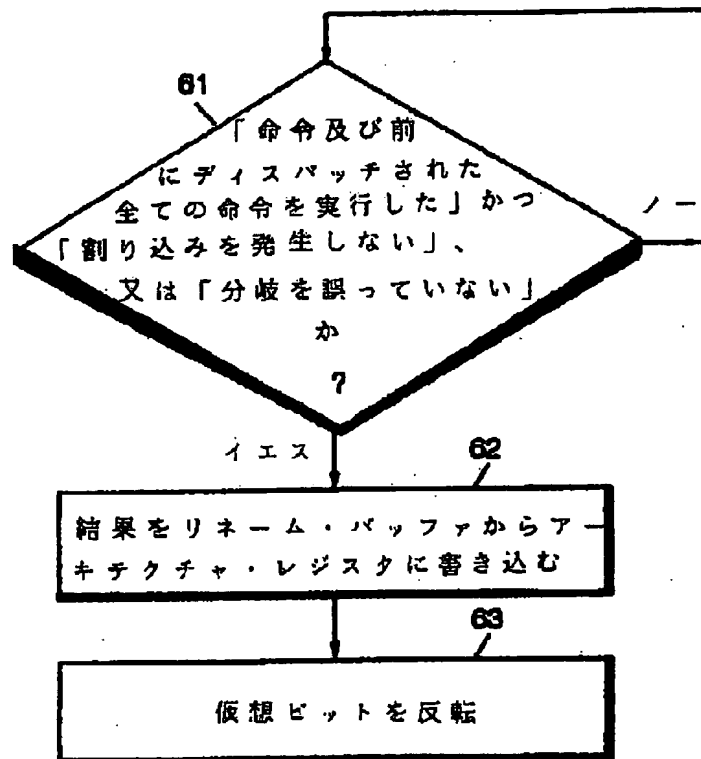 61
「命令及び前
にディスパッチされた
全ての命令を実行した」かつ
「割り込みを発生しない」、
又は「分岐を誤っていない」
か
?
ノー
イエス
62
結果をリネーム・バッファからアー
キテクチャ・レジスタに書き込む
63
仮想ビットを反転